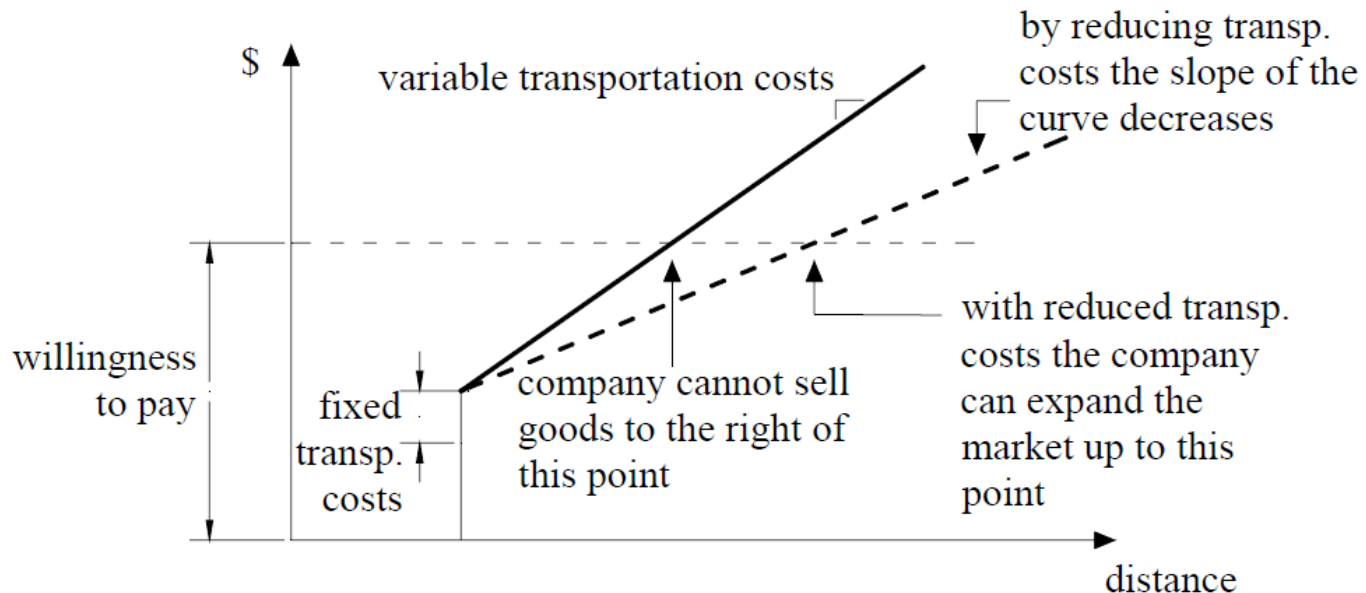 $
variable transportation costs
by reducing transp.
costs the slope of the
curve decreases
willingness
to pay
fixed
transp.
costs
company cannot sell
goods to the right of
this point
with reduced transp.
costs the company
can expand the
market up to this
point
distance